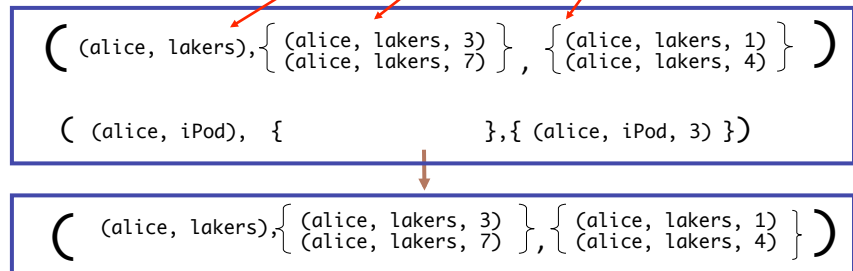 ( (alice, lakers), { (alice, lakers, 3) } , { (alice, lakers, 1) } )
(alice, lakers, 7) (alice, lakers, 4)
( (alice, iPod), { },{ (alice, iPod, 3) })
( (alice, lakers), { (alice, lakers, 3) } , { (alice, lakers, 1) } )
(alice, lakers, 7) (alice, lakers, 4)